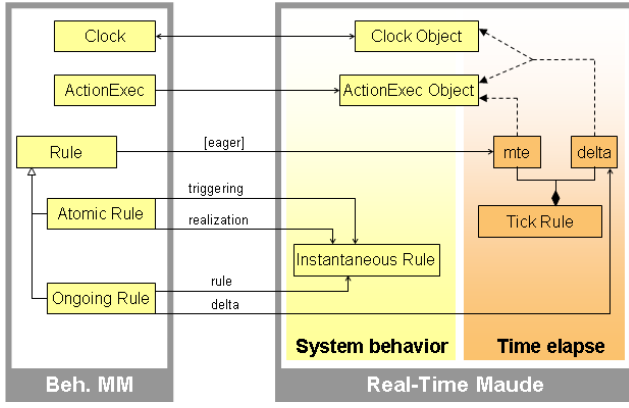 Clock
Clock Object
ActionExec
ActionExec Object
[eager]
Rule
mte
delta
triggering
Atomic Rule
realization
Tick Rule
Instantaneous Rule
rule
Ongoing Rule
delta
System behavior
Time elapse
Beh. MM
Real-Time Maude